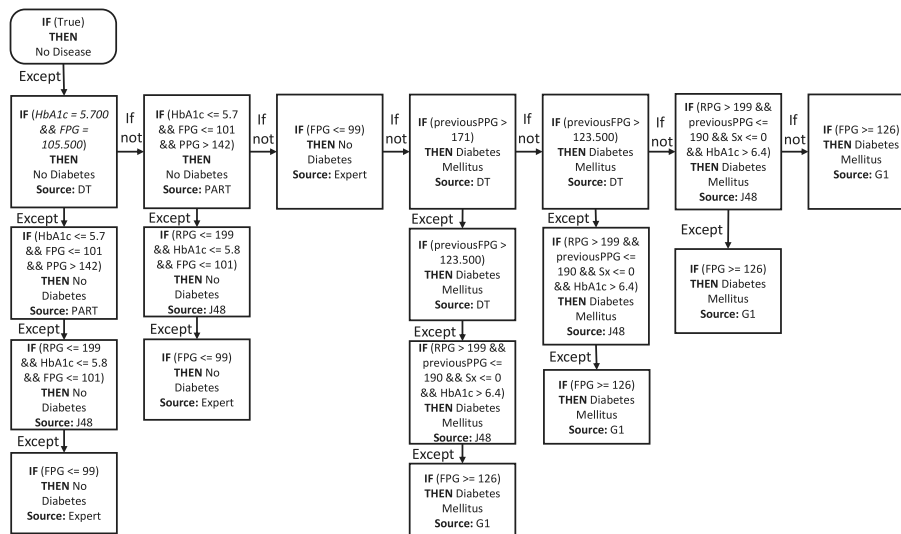 IF (True)
THEN
No Disease
Except
IF (HbA1c = 5.700
&& FPG =
105.500)
THEN
No Diabetes
Source: DT
If
not
IF (HbA1c <= 5.7
&& FPG <= 101
&& PPG > 142)
THEN
No Diabetes
Source: PART
If
not
IF (FPG <= 99)
THEN No
Diabetes
Source: Expert
If
not
IF (previousPPG >
171)
THEN Diabetes
Mellitus
Source: DT
If
not
IF (previousFPG >
123.500)
THEN Diabetes
Mellitus
Source: DT
If
not
IF (RPG > 199 &&
previousPPG <=
190 && Sx <= 0
&& HbA1c > 6.4)
THEN Diabetes
Mellitus
Source: J48
If
not
IF (FPG >= 126)
THEN Diabetes
Mellitus
Source: G1
Except
IF (HbA1c <= 5.7
&& FPG <= 101
&& PPG > 142)
THEN No
Diabetes
Source: PART
Except
IF (RPG <= 199
&& HbA1c <= 5.8
&& FPG <= 101)
THEN No
Diabetes
Source: J48
Except
IF (FPG <= 99)
THEN No
Diabetes
Source: Expert
Except
IF (RPG <= 199
&& HbA1c <= 5.8
&& FPG <= 101)
THEN No
Diabetes
Source: J48
Except
IF (FPG <= 99)
THEN No
Diabetes
Source: Expert
Except
IF (previousFPG >
123.500)
THEN Diabetes
Mellitus
Source: DT
Except
IF (RPG > 199 &&
previousPPG <=
190 && Sx <= 0
&& HbA1c > 6.4)
THEN Diabetes
Mellitus
Source: J48
Except
IF (FPG >= 126)
THEN Diabetes
Mellitus
Source: G1
Except
IF (RPG > 199 &&
previousPPG <=
190 && Sx <= 0
&& HbA1c > 6.4)
THEN Diabetes
Mellitus
Source: J48
Except
IF (FPG >= 126)
THEN Diabetes
Mellitus
Source: G1
Except
IF (FPG >= 126)
THEN Diabetes
Mellitus
Source: G1